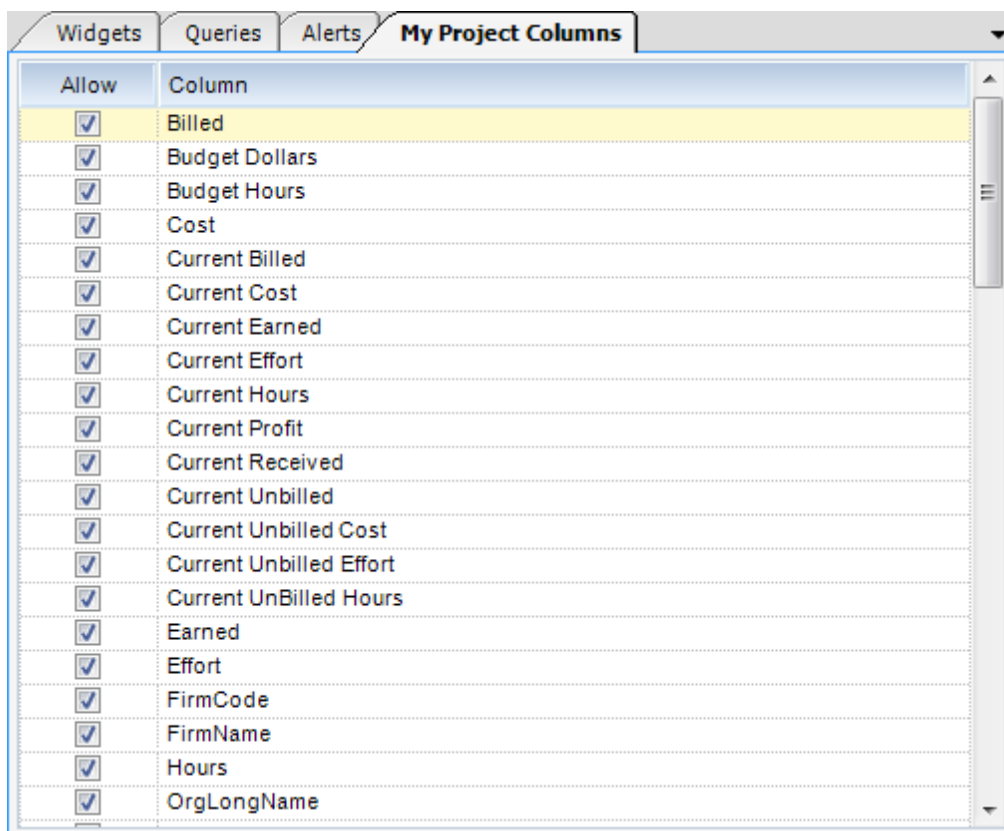 Widgets Queries Alerts My Project Columns
Allow Column
Billed
Budget Dollars
Budget Hours
Cost
Current Billed
Current Cost
Current Earned
Current Effort
Current Hours
Current Profit
Current Received
Current Unbilled
Current Unbilled Cost
Current Unbilled Effort
Current UnBilled Hours
Earned
Effort
FirmCode
FirmName
Hours
OrgLongName